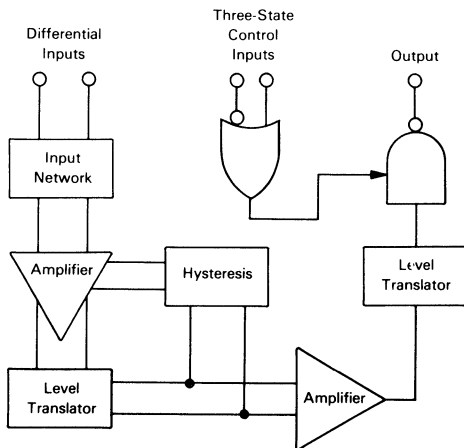 Differential
Inputs
Three-State
Control
Inputs
Output
Input
Network
Amplifier
Hysteresis
Level
Translator
Level
Translator
Amplifier